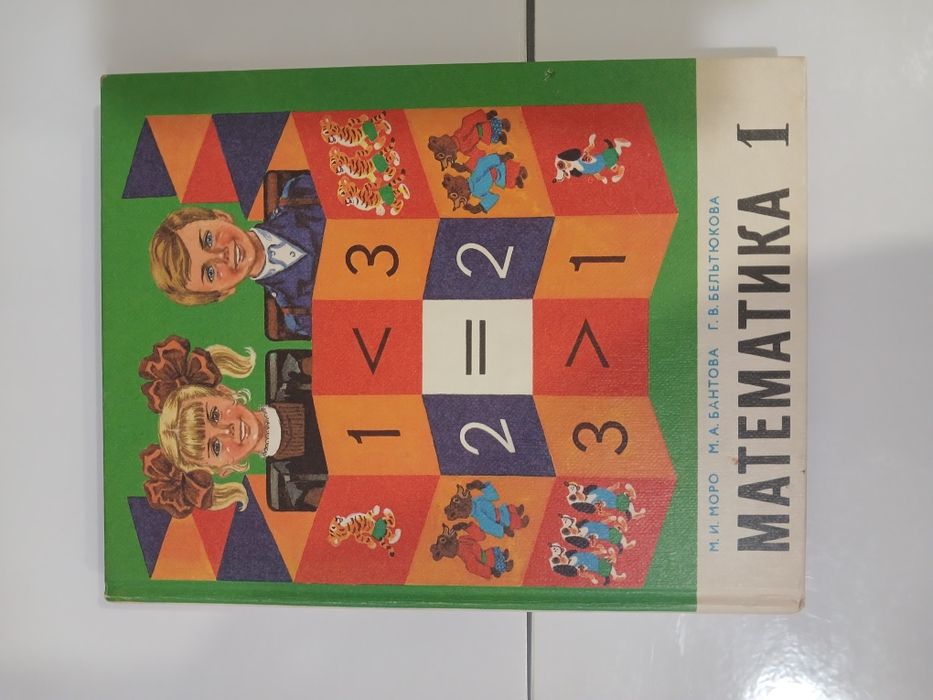 1 < 3
2 = 2
3 > 1
М. И. МОРО М. А. БАНТОВА Г. В. БЕЛЬТЮКОВА
МАТЕМАТИКА 1